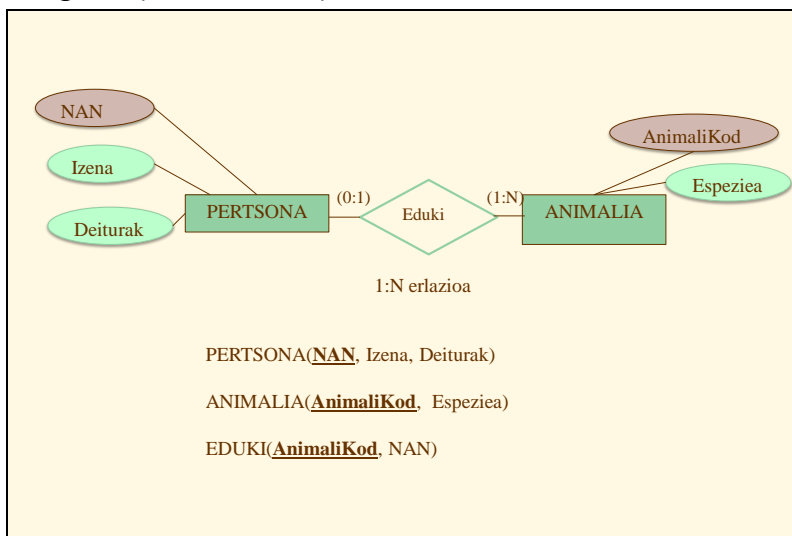 NAN
AnimaliKod
Izena
Espeziea
PERTSONA
(0:1)
Eduki
(1:N)
ANIMALIA
Deiturak
1:N erlazioa
PERTSONA(NAN, Izena, Deiturak)
ANIMALIA(AnimaliKod, Espeziea)
EDUKI(AnimaliKod, NAN)